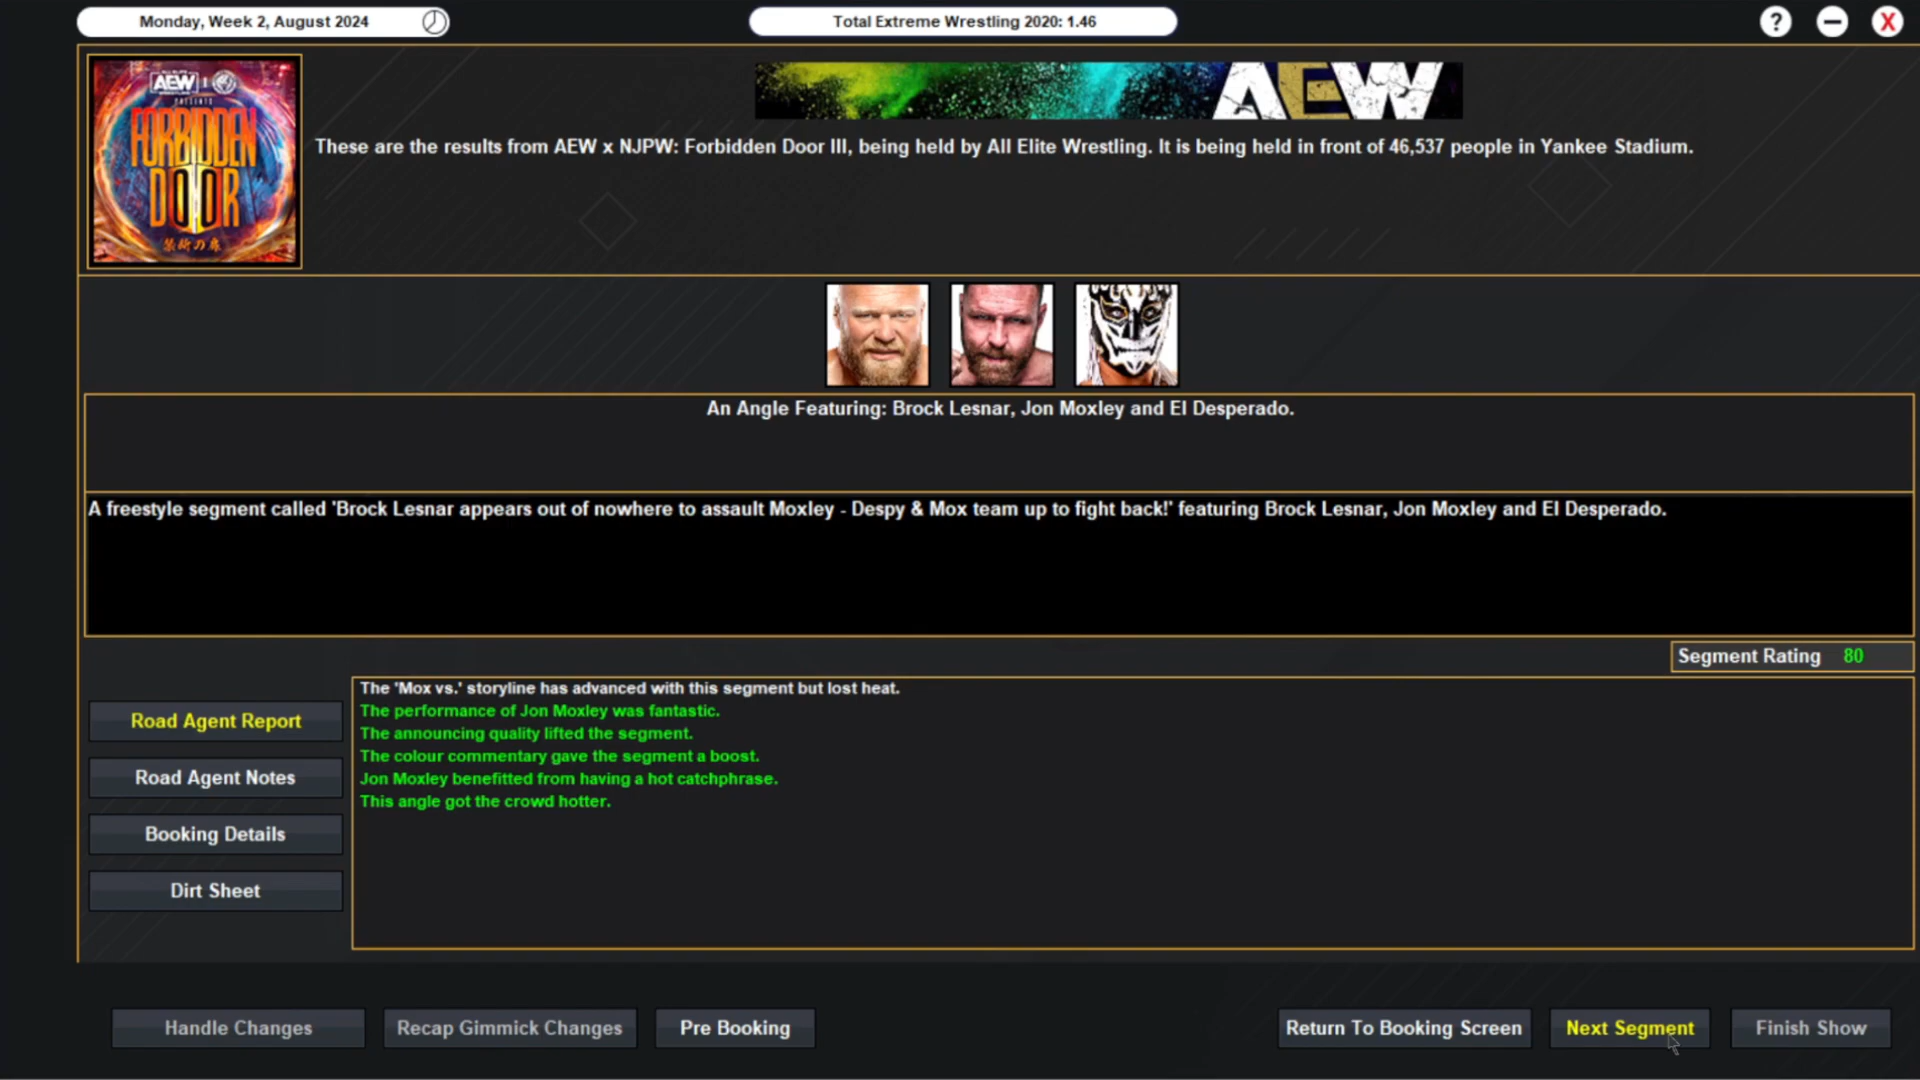 Monday, Week 2, August 2024
Total Extreme Wrestling 2020: 1.46
?
X
AEW
PRESENTS
FORBIDDEN
DOOR
禁断の扉
AEW
These are the results from AEW x NJPW: Forbidden Door III, being held by All Elite Wrestling. It is being held in front of 46,537 people in Yankee Stadium.
An Angle Featuring: Brock Lesnar, Jon Moxley and El Desperado.
A freestyle segment called 'Brock Lesnar appears out of nowhere to assault Moxley - Despy & Mox team up to fight back!' featuring Brock Lesnar, Jon Moxley and El Desperado.
Segment Rating 80
Road Agent Report
Road Agent Notes
Booking Details
Dirt Sheet
The 'Mox vs.' storyline has advanced with this segment but lost heat.
The performance of Jon Moxley was fantastic.
The announcing quality lifted the segment.
The colour commentary gave the segment a boost.
Jon Moxley benefitted from having a hot catchphrase.
This angle got the crowd hotter.
Handle Changes
Recap Gimmick Changes
Pre Booking
Return To Booking Screen
Next Segment
Finish Show